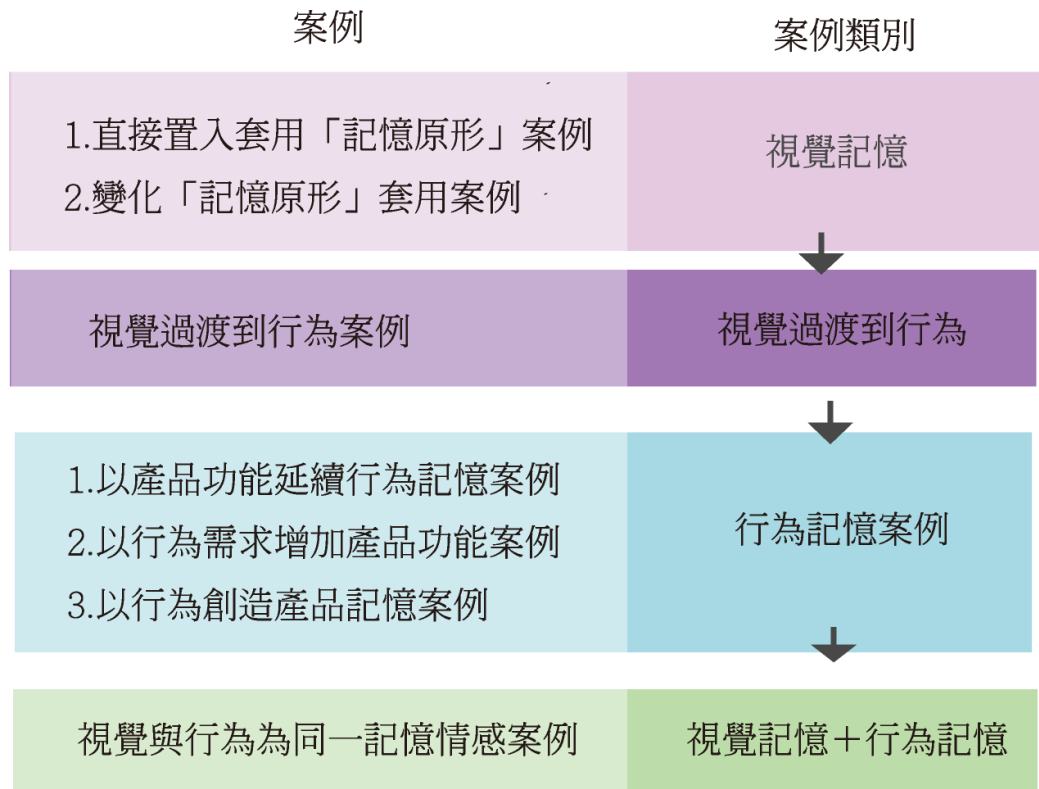 案例
案例類別
1.直接置入套用「記憶原形」案例
2.變化「記憶原形」套用案例
視覺記憶
視覺過渡到行為案例
視覺過渡到行為
1.以產品功能延續行為記憶案例
2.以行為需求增加產品功能案例
3.以行為創造產品記憶案例
行為記憶案例
視覺與行為為同一記憶情感案例
視覺記憶＋行為記憶